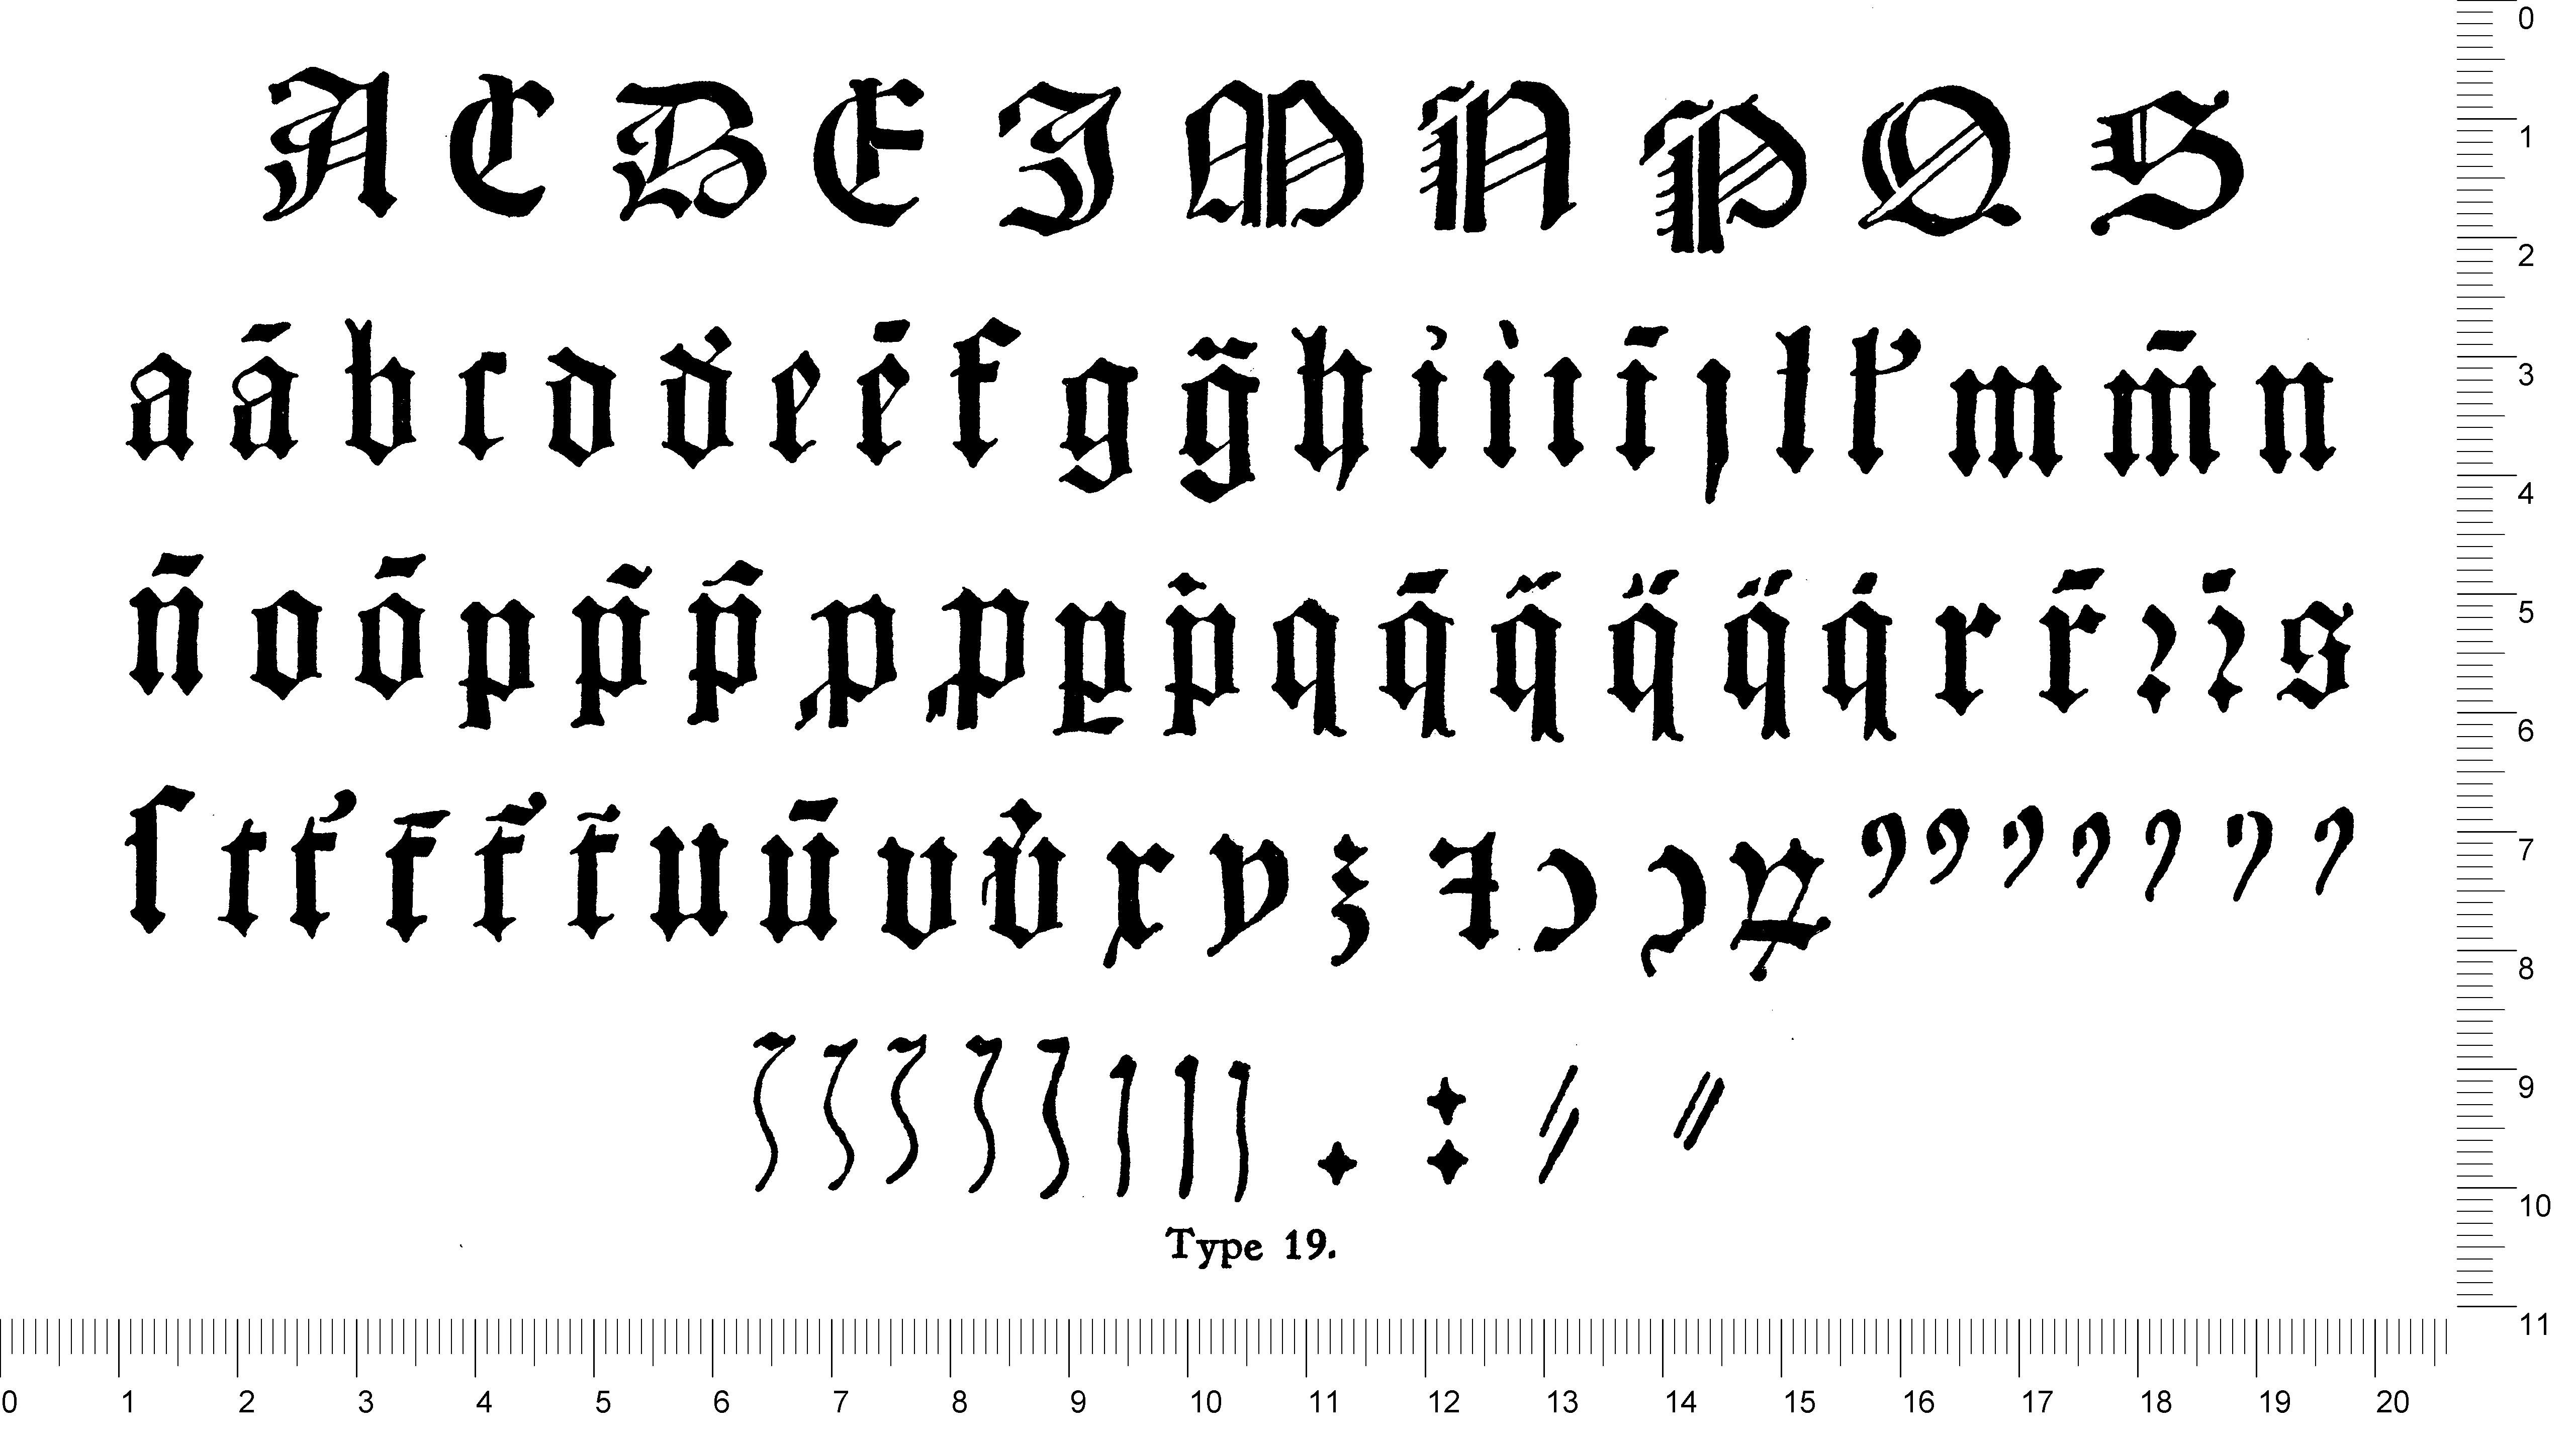 A C D E I M N P Q S
a ā b c d d̆ e ē f g g̈ h i̓ i ı ī ȷ l l̓ m m̄ n
n̄ o ō p p̃ p̄ ꝓ ꝓ ꝑ ṗ q q̄ q̃ q̈ q̈ q̇ r r̄ ꝛ ꝛ̄ s
ſ t t̓ t̄ t̄̓ t̃ u ū v v̓ x y z ⁊ ɔ ɔ ꝝ ꝰ ꝰ ꝰ ꝰ ꝰ ꝰ ꝰ
. : //
Type 19.
0 1 2 3 4 5 6 7 8 9 10 11
0 1 2 3 4 5 6 7 8 9 10 11 12 13 14 15 16 17 18 19 20